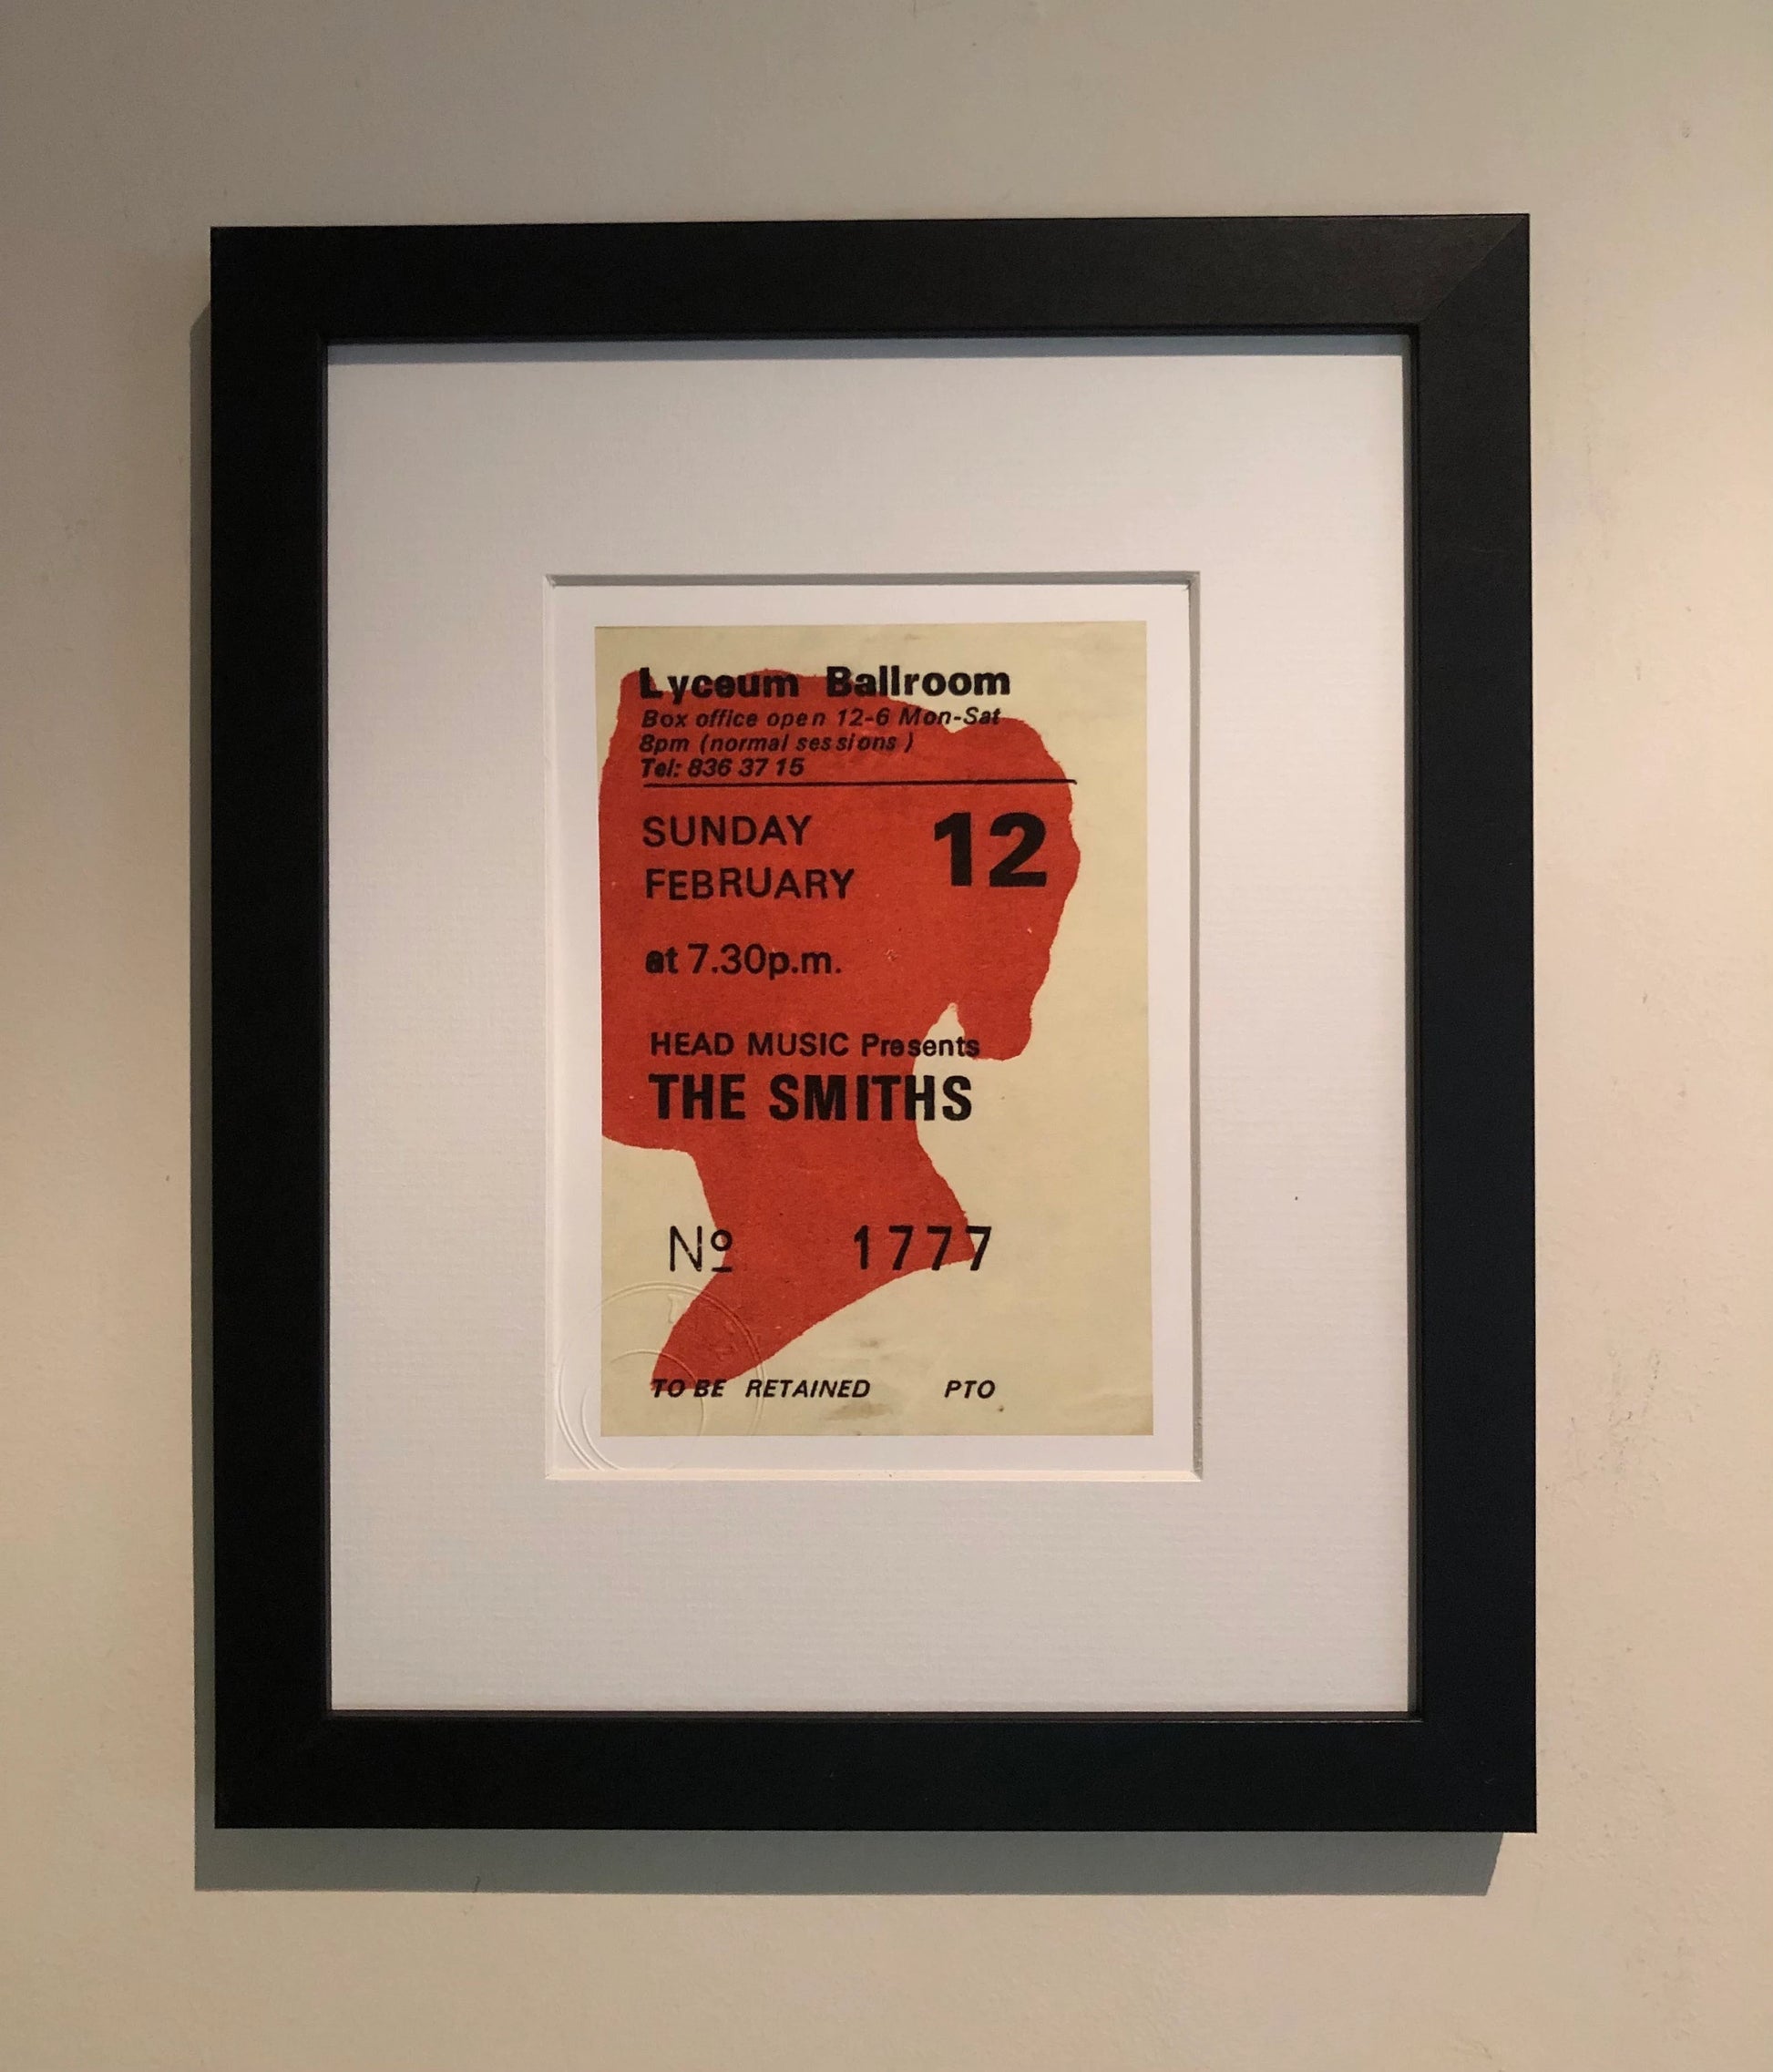 Lyceum Ballroom
Box office open 12-6 Mon-Sat
8pm (normal sessions)
Tel: 836 37 15
SUNDAY 12
FEBRUARY
at 7.30p.m.
HEAD MUSIC Presents
THE SMITHS
Nº 1777
TO BE RETAINED PTO